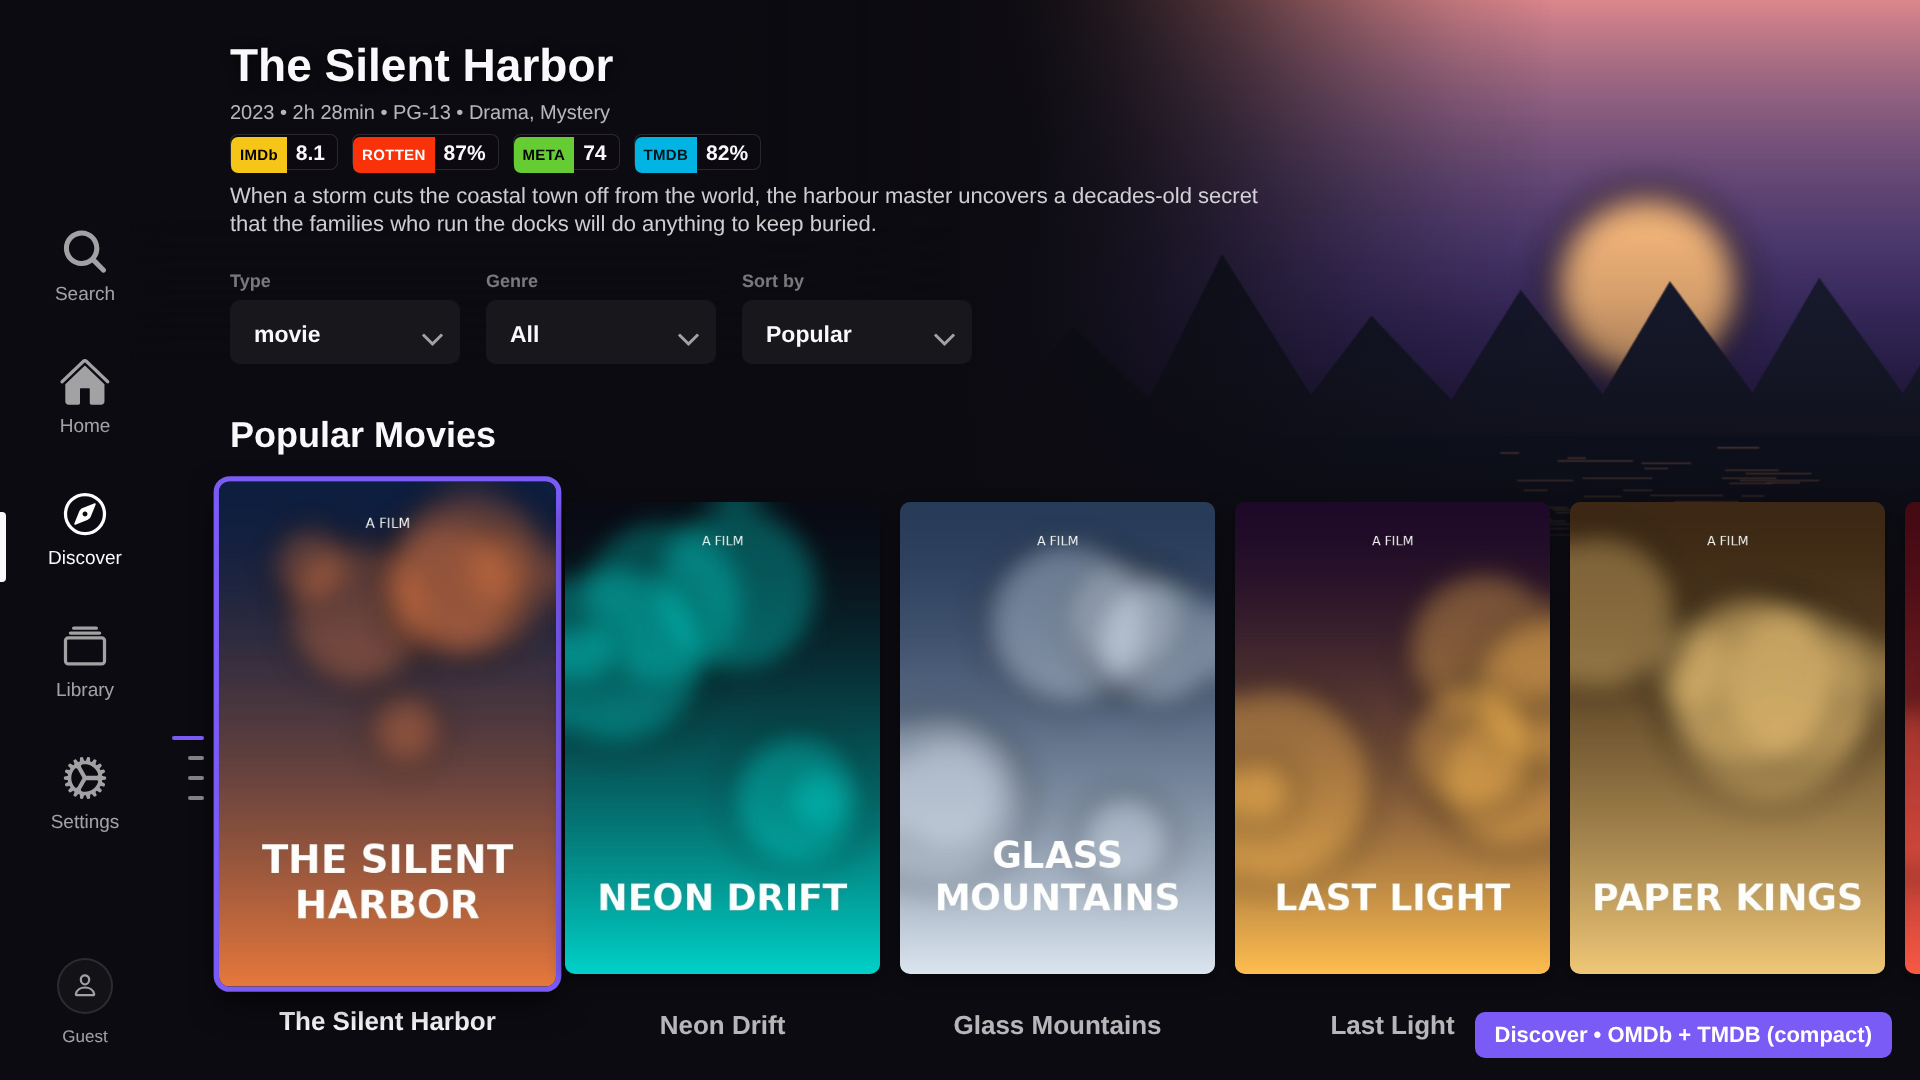 The Silent Harbor
2023 • 2h 28min • PG-13 • Drama, Mystery
IMDb 8.1 ROTTEN 87% META 74 TMDB 82%
When a storm cuts the coastal town off from the world, the harbour master uncovers a decades-old secret
that the families who run the docks will do anything to keep buried.
Type Genre Sort by
movie All Popular
Search
Home
Discover
Library
Settings
Guest
Popular Movies
A FILM
THE SILENT
HARBOR
The Silent Harbor
A FILM
NEON DRIFT
Neon Drift
A FILM
GLASS
MOUNTAINS
Glass Mountains
A FILM
LAST LIGHT
Last Light
A FILM
PAPER KINGS
Discover • OMDb + TMDB (compact)